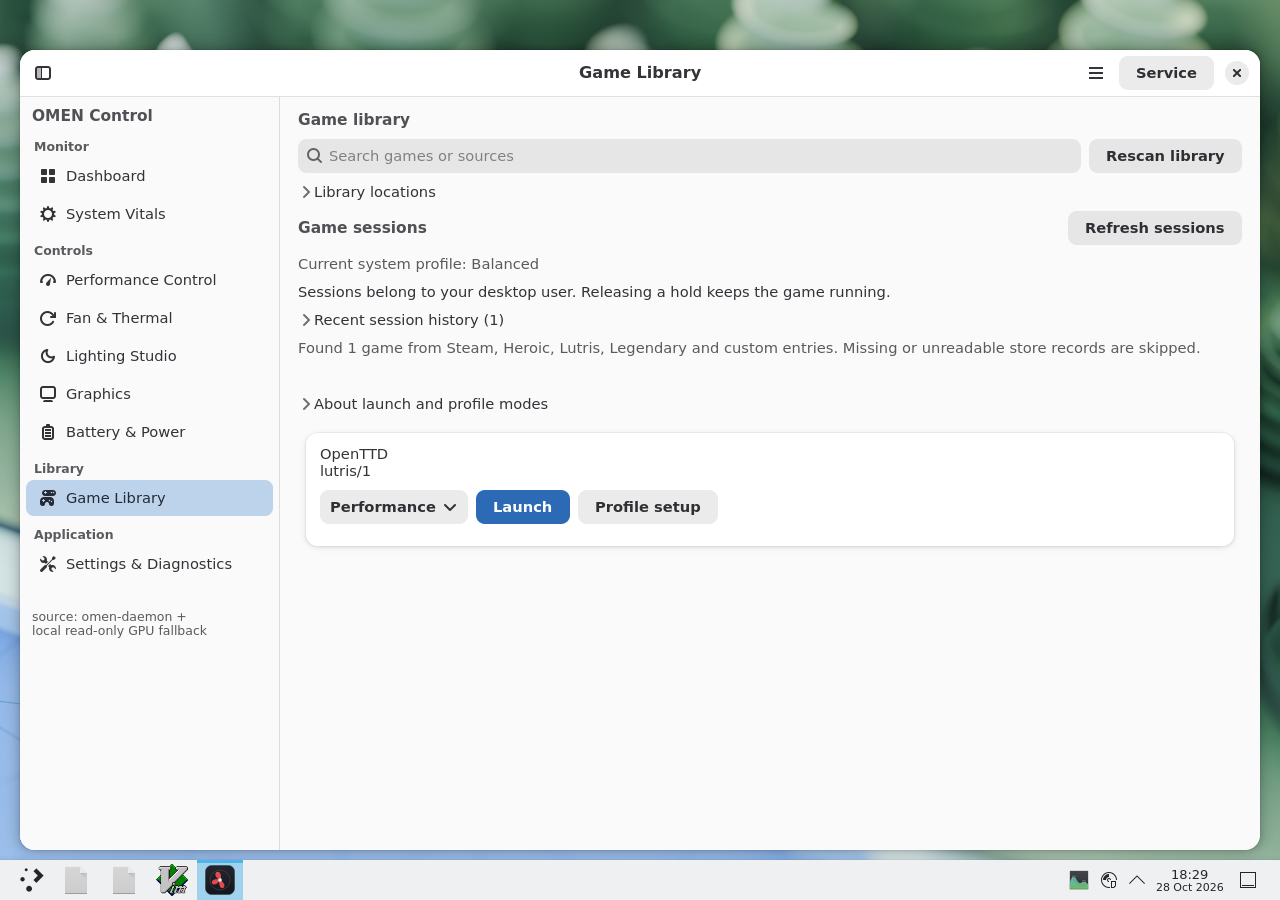 Game Library
Service
OMEN Control
Monitor
Dashboard
System Vitals
Controls
Performance Control
Fan & Thermal
Lighting Studio
Graphics
Battery & Power
Library
Game Library
Application
Settings & Diagnostics
source: omen-daemon +
local read-only GPU fallback
Game library
Search games or sources
Rescan library
Library locations
Game sessions
Refresh sessions
Current system profile: Balanced
Sessions belong to your desktop user. Releasing a hold keeps the game running.
Recent session history (1)
Found 1 game from Steam, Heroic, Lutris, Legendary and custom entries. Missing or unreadable store records are skipped.
About launch and profile modes
OpenTTD
lutris/1
Performance
Launch
Profile setup
18:29
28 Oct 2026